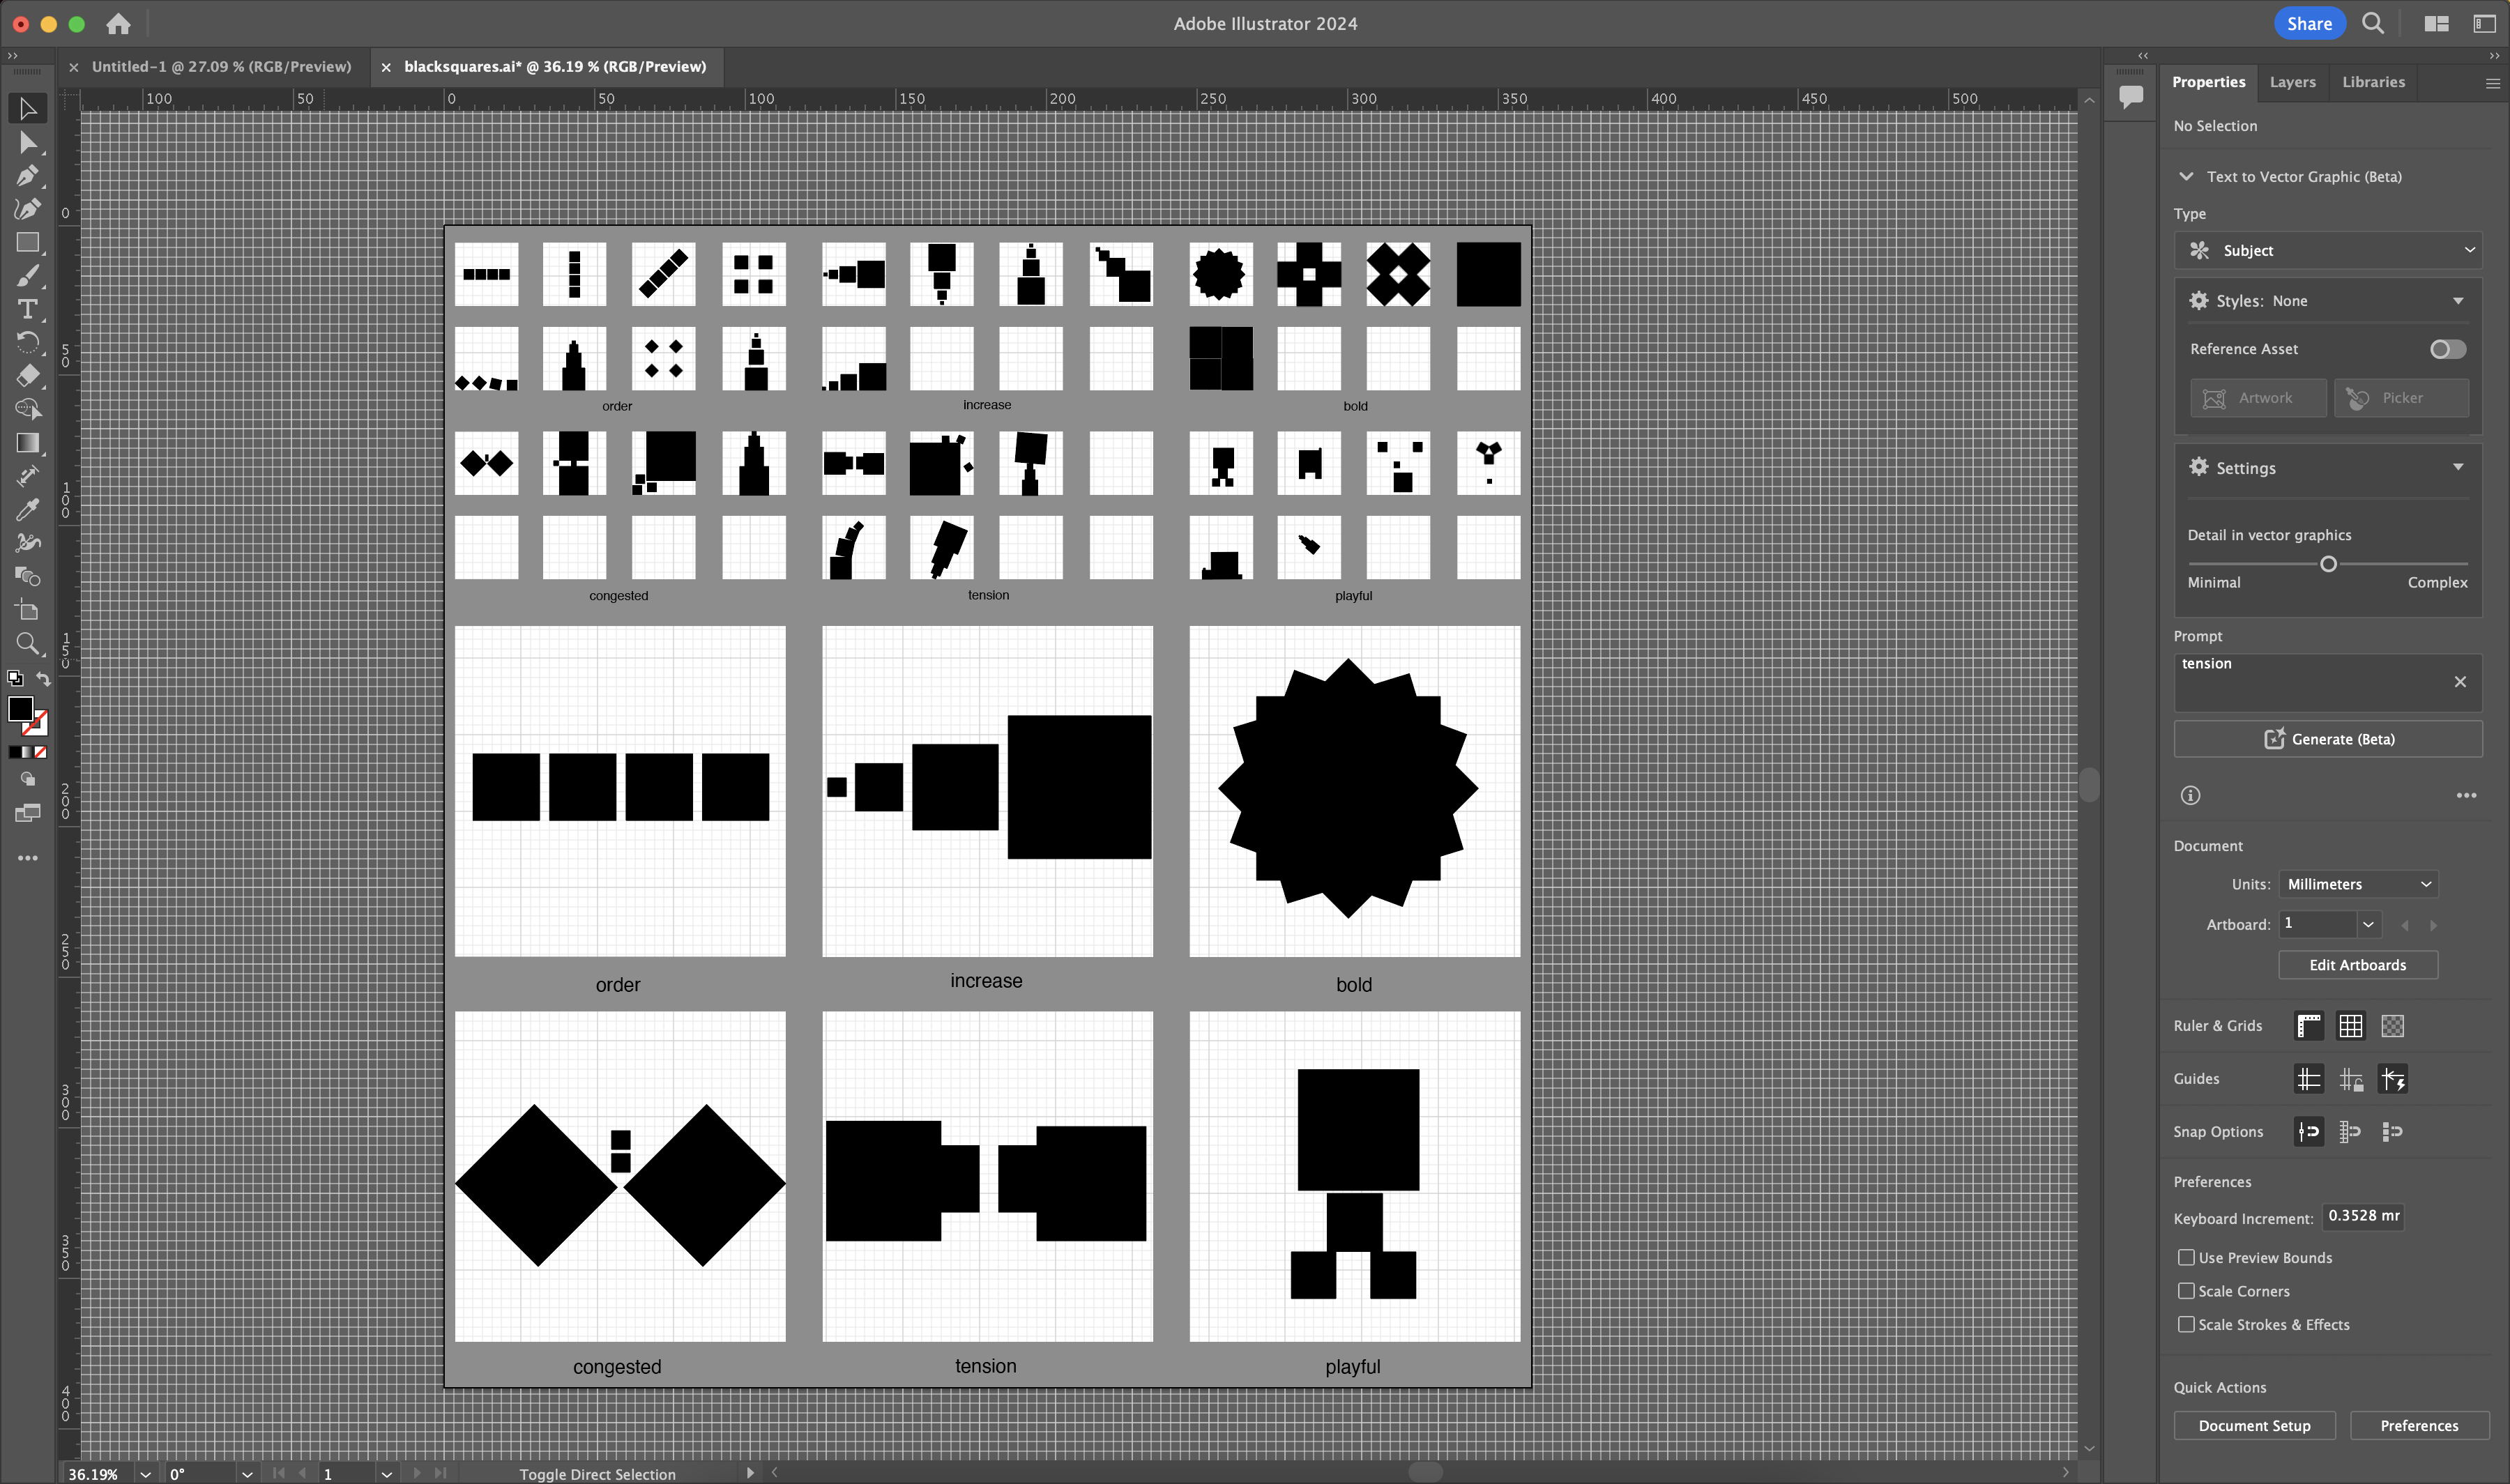 Adobe Illustrator 2024
Share
Untitled-1 @ 27.09 % (RGB/Preview)
blacksquares.ai* @ 36.19 % (RGB/Preview)
100 50 0 50 100 150 200 250 300 350 400 450 500
0
50
100
150
200
250
300
350
400
order
increase
bold
congested
tension
playful
order
increase
bold
congested
tension
playful
Properties
Layers
Libraries
No Selection
Text to Vector Graphic (Beta)
Type
Subject
Styles: None
Reference Asset
Artwork
Picker
Settings
Detail in vector graphics
Minimal
Complex
Prompt
tension
Generate (Beta)
Document
Units: Millimeters
Artboard: 1
Edit Artboards
Ruler & Grids
Guides
Snap Options
Preferences
Keyboard Increment: 0.3528 mr
Use Preview Bounds
Scale Corners
Scale Strokes & Effects
Quick Actions
Document Setup
Preferences
36.19%
0°
1
Toggle Direct Selection